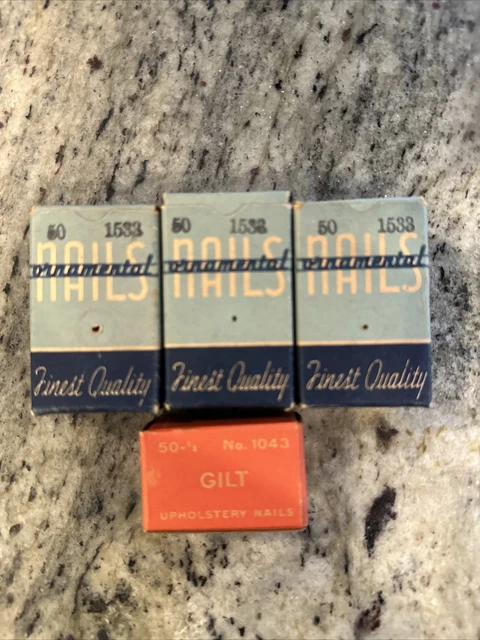 50 1533
NAILS
ornamental
Finest Quality
50 1533
NAILS
ornamental
Finest Quality
50 1533
NAILS
ornamental
Finest Quality
50-½ No. 1043
GILT
UPHOLSTERY NAILS